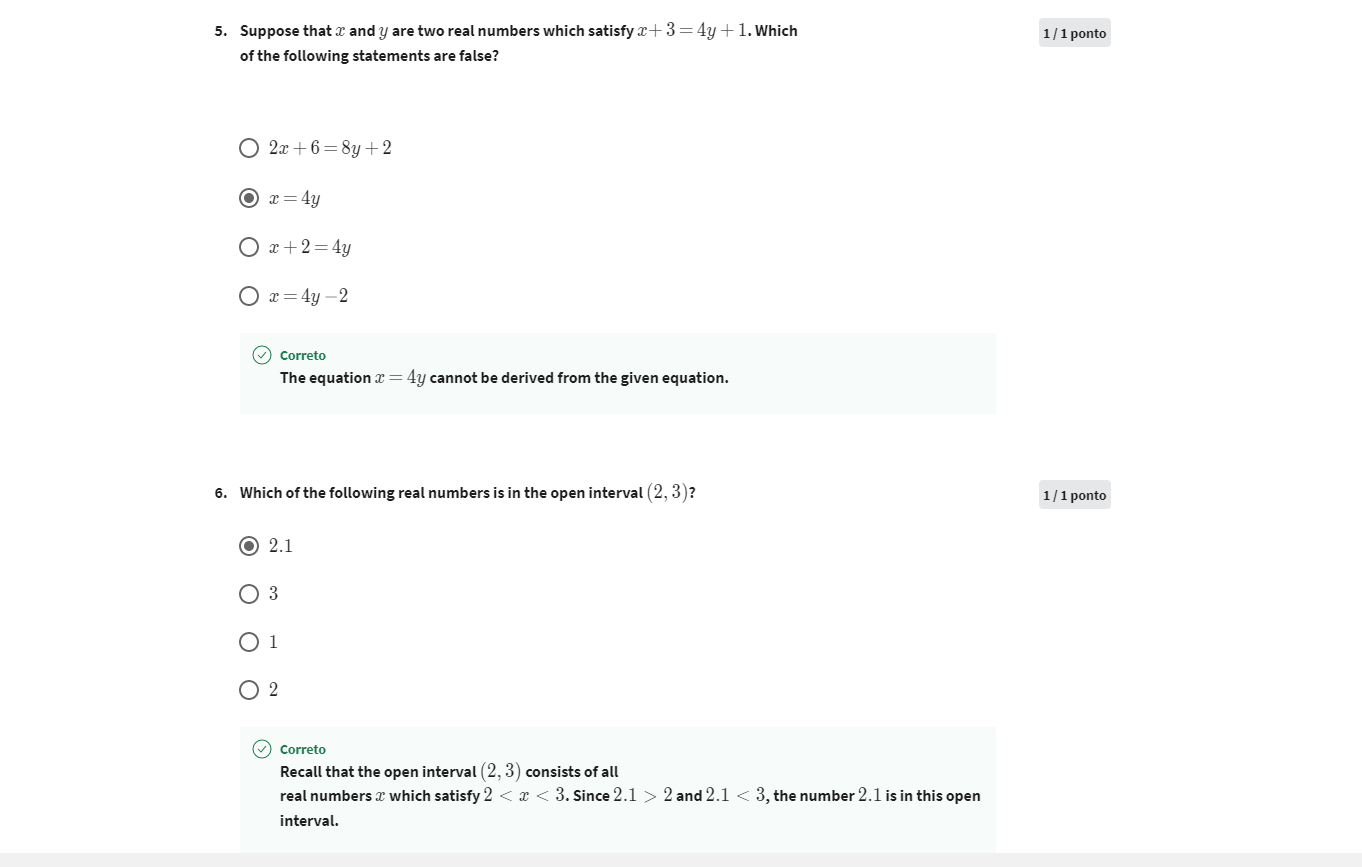 5. Suppose that x and y are two real numbers which satisfy x+3=4y+1. Which
1 / 1 ponto
of the following statements are false?
2x+6=8y+2
x=4y
x+2=4y
x=4y−2
Correto
The equation x = 4y cannot be derived from the given equation.
6. Which of the following real numbers is in the open interval (2, 3)?
1 / 1 ponto
2.1
3
1
2
Correto
Recall that the open interval (2, 3) consists of all
real numbers x which satisfy 2 < x < 3. Since 2.1 > 2 and 2.1 < 3, the number 2.1 is in this open
interval.